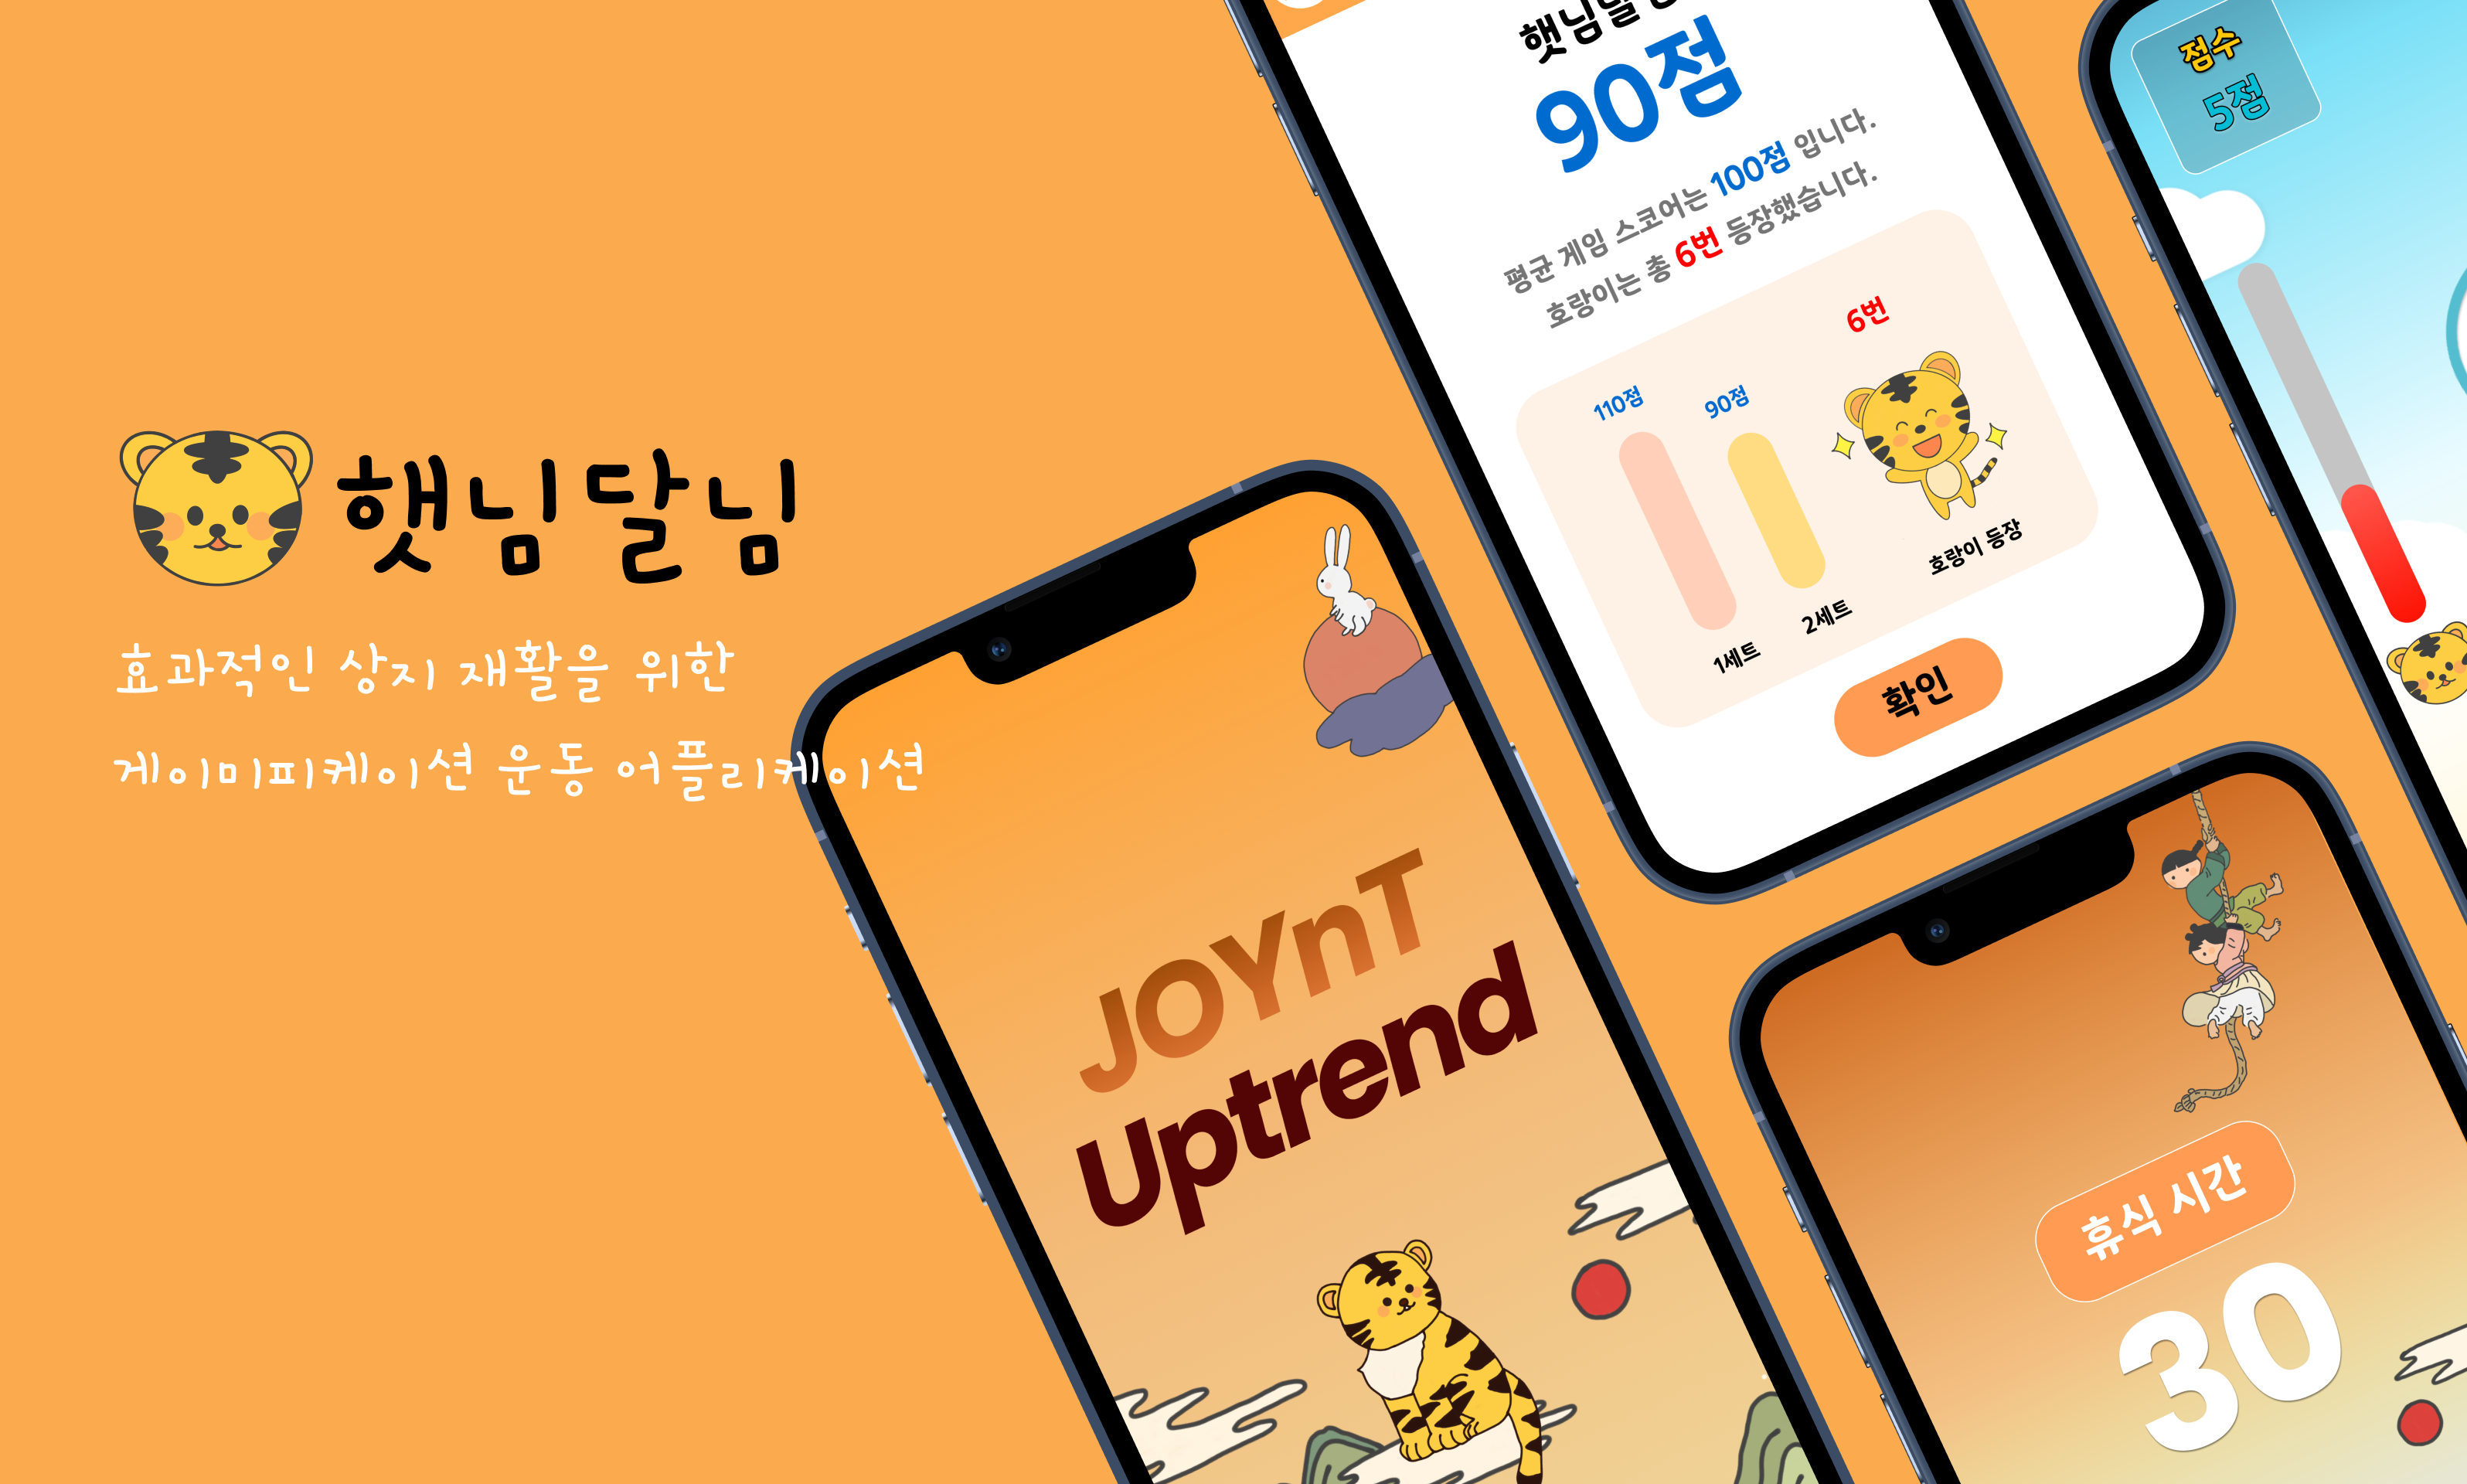 햇님달님
효과적인 상지 재활을 위한
게이미피케이션 운동 어플리케이션
JOYnT
Uptrend
90점
평균 게임 스코어는 100점 입니다.
호랑이는 총 6번 등장했습니다.
6번
110점
90점
호랑이 등장
1세트
2세트
확인
점수
5점
휴식 시간
30